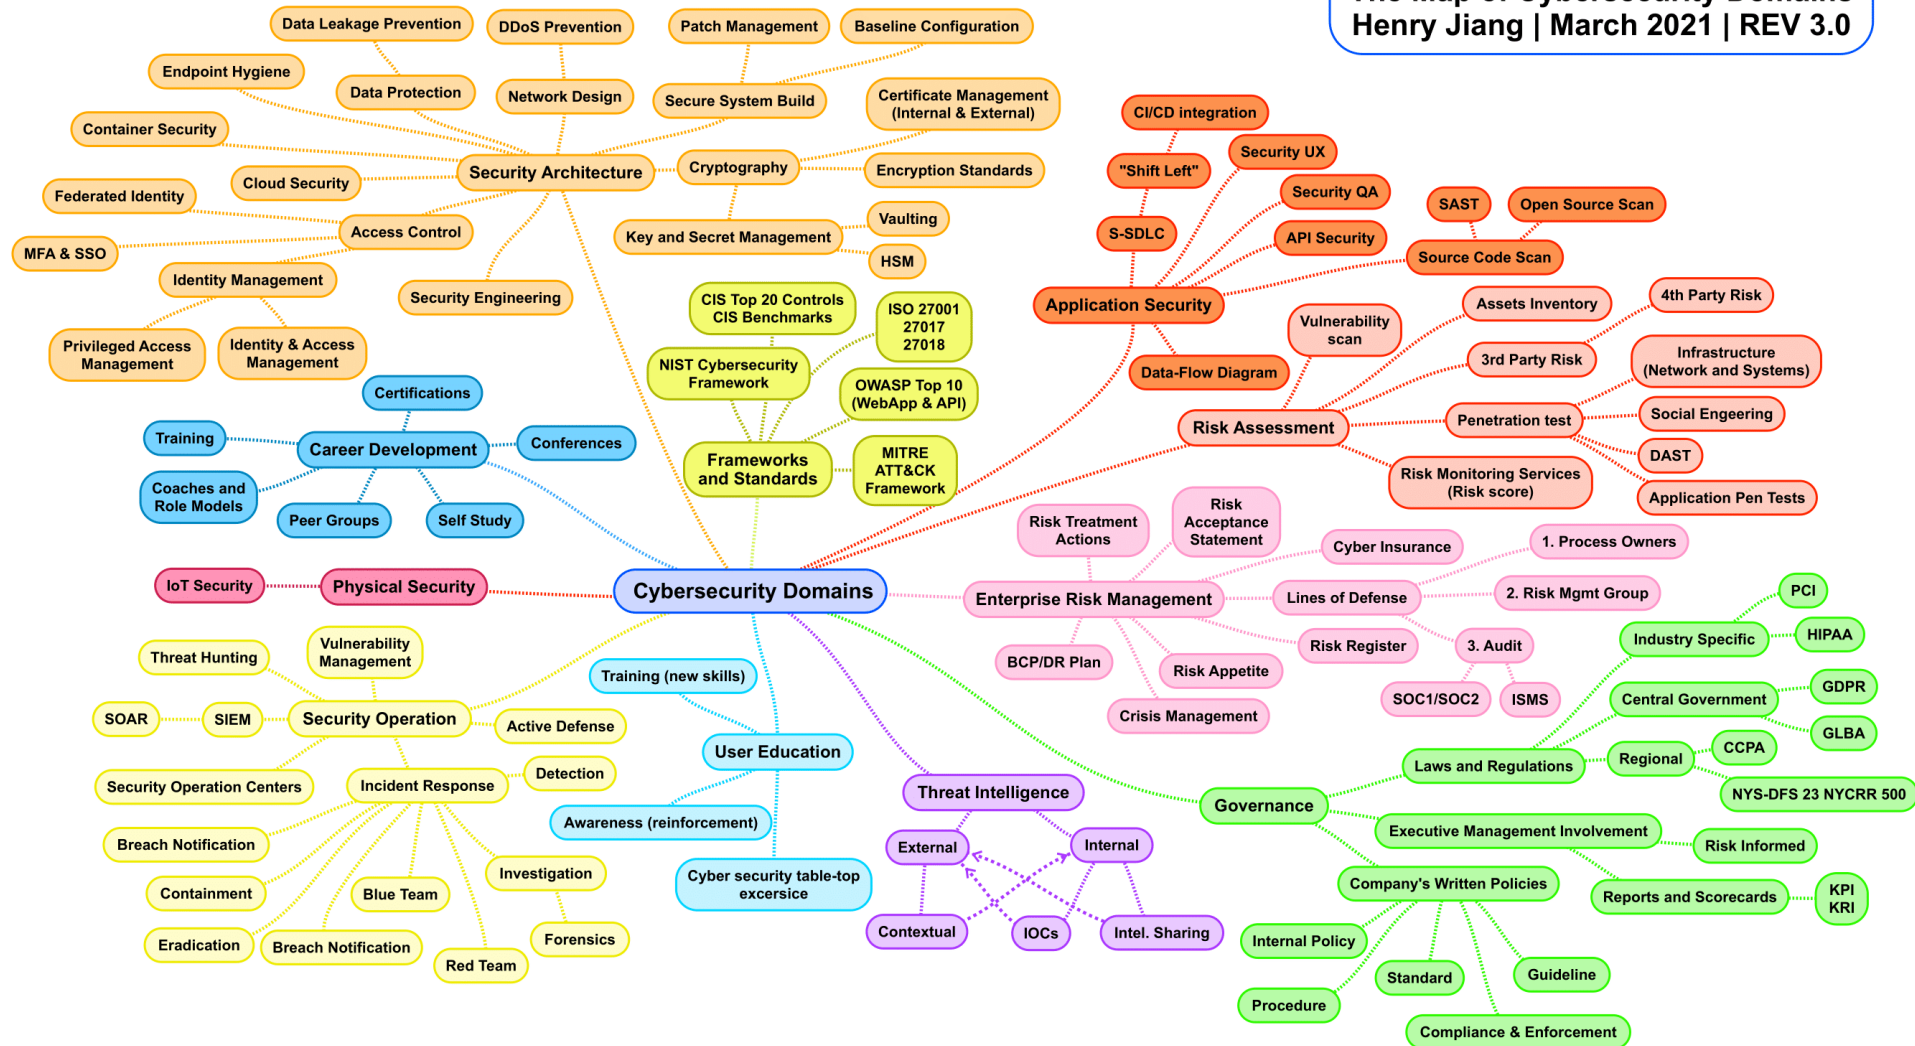 The Map of Cybersecurity Domains
Henry Jiang | March 2021 | REV 3.0
Data Leakage Prevention
DDoS Prevention
Patch Management
Baseline Configuration
Endpoint Hygiene
Data Protection
Network Design
Secure System Build
Certificate Management
(Internal & External)
Container Security
Security Architecture
Cryptography
Encryption Standards
Cloud Security
Federated Identity
Access Control
Key and Secret Management
Vaulting
HSM
MFA & SSO
Identity Management
Security Engineering
Privileged Access
Management
Identity & Access
Management
CI/CD integration
"Shift Left"
Security UX
Security QA
S-SDLC
API Security
SAST
Open Source Scan
Source Code Scan
Application Security
Data-Flow Diagram
CIS Top 20 Controls
CIS Benchmarks
ISO 27001
27017
27018
NIST Cybersecurity
Framework
OWASP Top 10
(WebApp & API)
Frameworks
and Standards
MITRE
ATT&CK
Framework
Vulnerability
scan
Assets Inventory
4th Party Risk
3rd Party Risk
Infrastructure
(Network and Systems)
Risk Assessment
Penetration test
Social Engeering
DAST
Risk Monitoring Services
(Risk score)
Application Pen Tests
Certifications
Training
Career Development
Conferences
Coaches and
Role Models
Peer Groups
Self Study
IoT Security
Physical Security
Cybersecurity Domains
Risk Treatment
Actions
Risk
Acceptance
Statement
Cyber Insurance
1. Process Owners
Enterprise Risk Management
Lines of Defense
2. Risk Mgmt Group
Risk Register
3. Audit
BCP/DR Plan
Risk Appetite
SOC1/SOC2
ISMS
Crisis Management
Threat Hunting
Vulnerability
Management
SOAR
SIEM
Security Operation
Active Defense
Security Operation Centers
Incident Response
Detection
Breach Notification
Containment
Blue Team
Investigation
Eradication
Breach Notification
Red Team
Forensics
Training (new skills)
User Education
Awareness (reinforcement)
Cyber security table-top
excersice
Threat Intelligence
External
Internal
Contextual
IOCs
Intel. Sharing
PCI
Industry Specific
HIPAA
Central Government
GDPR
GLBA
Laws and Regulations
Regional
CCPA
NYS-DFS 23 NYCRR 500
Governance
Executive Management Involvement
Risk Informed
Company's Written Policies
Reports and Scorecards
KPI
KRI
Internal Policy
Standard
Guideline
Procedure
Compliance & Enforcement